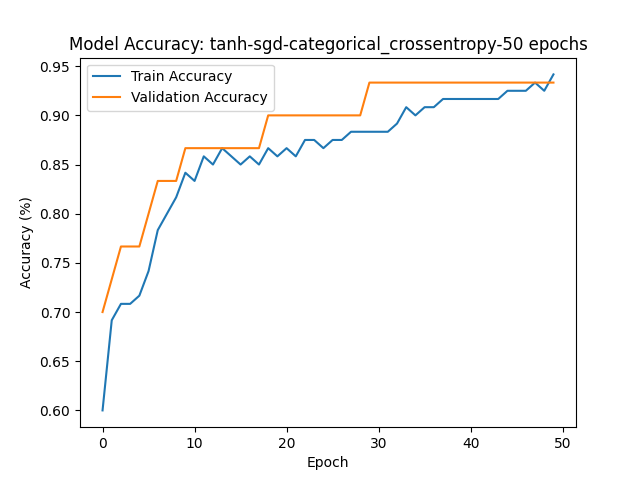 Model Accuracy: tanh-sgd-categorical_crossentropy-50 epochs
Train Accuracy
Validation Accuracy
Accuracy (%)
0.95
0.90
0.85
0.80
0.75
0.70
0.65
0.60
0 10 20 30 40 50
Epoch